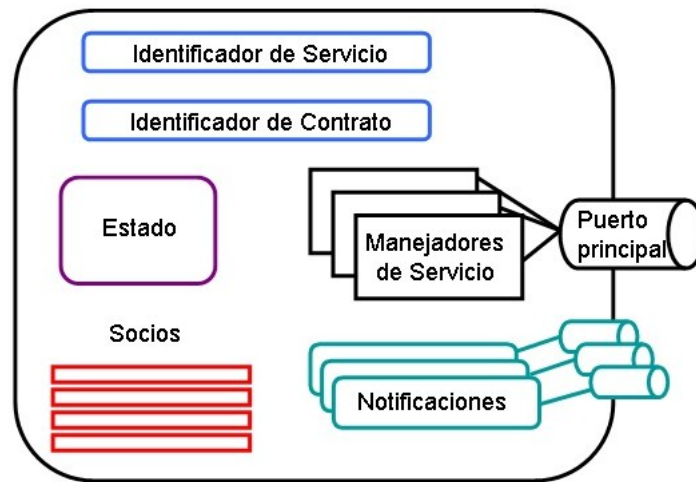 Identificador de Servicio
Identificador de Contrato
Estado
Manejadores
de Servicio
Puerto
principal
Socios
Notificaciones